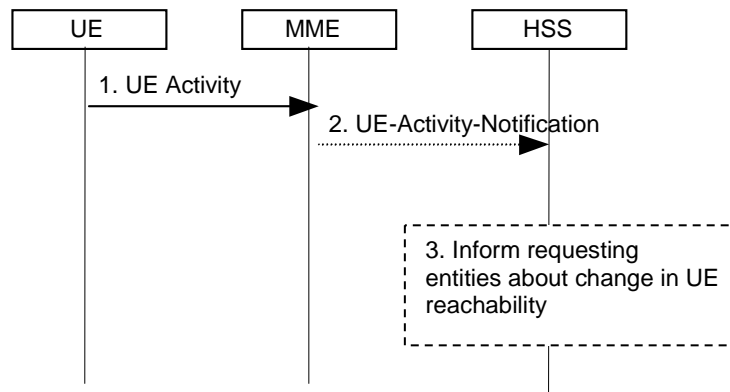 UE
MME
HSS
1. UE Activity
2. UE-Activity-Notification
3. Inform requesting
entities about change in UE
reachability